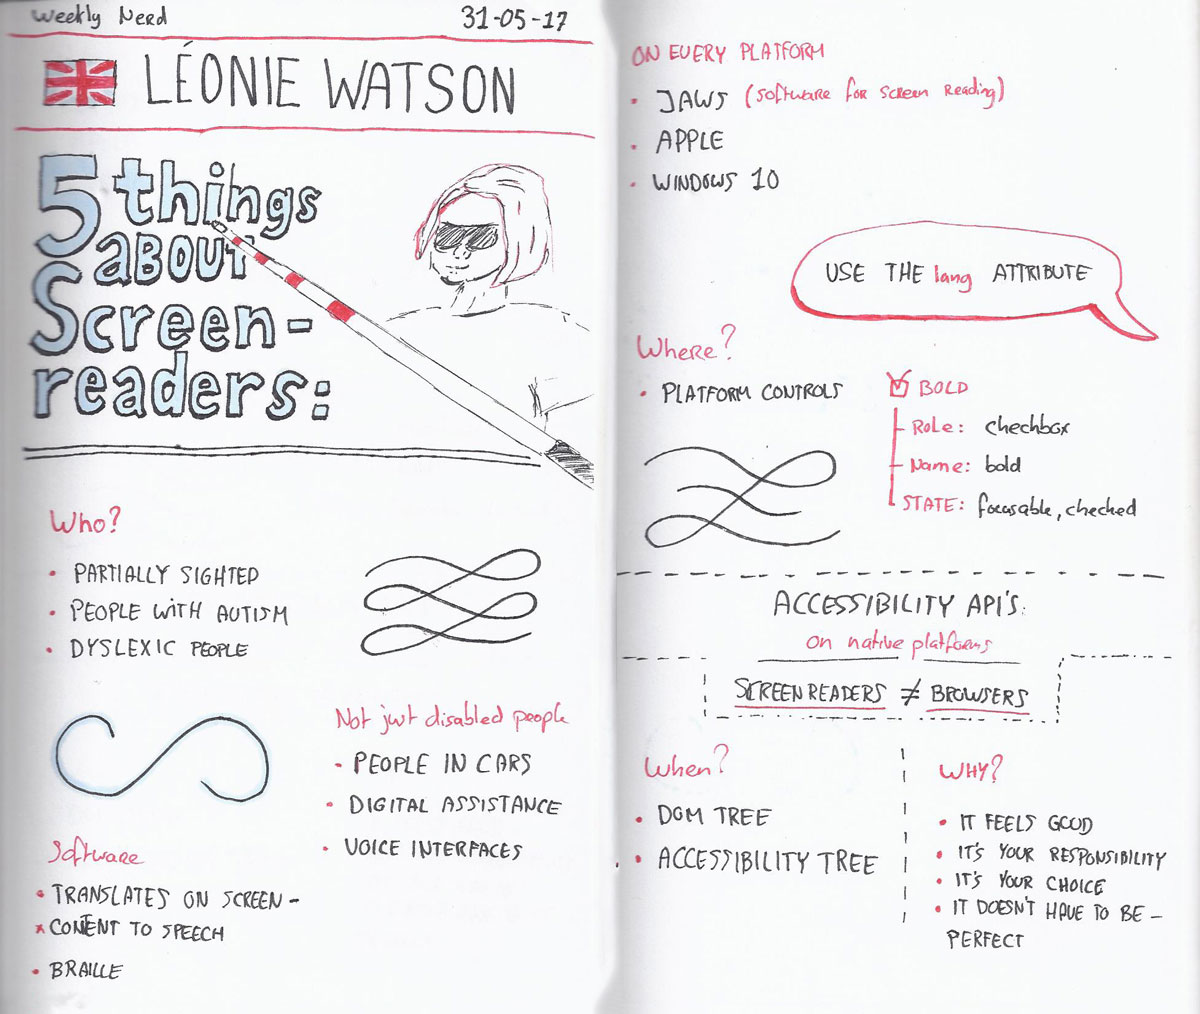 Weekly Nerd
31-05-17
LÉONIE WATSON
5 things
ABOUT
Screen-
readers:
Who?
• PARTIALLY SIGHTED
• PEOPLE WITH AUTISM
• DYSLEXIC PEOPLE
Not just disabled people
• PEOPLE IN CARS
• DIGITAL ASSISTANCE
• VOICE INTERFACES
Software
• TRANSLATES ON SCREEN -
* CONTENT TO SPEECH
• BRAILLE
ON EVERY PLATFORM
• JAWS (Software for Screen Reading)
• APPLE
• WINDOWS 10
USE THE lang ATTRIBUTE
Where?
• PLATFORM CONTROLS
BOLD
Role: chechbox
Name: bold
STATE: focusable, checked
ACCESSIBILITY API'S:
on native platforms
SCREENREADERS ≠ BROWSERS
When?
• DOM TREE
• ACCESSIBILITY TREE
WHY?
• IT FEELS GOOD
• IT'S YOUR RESPONSIBILITY
• IT'S YOUR CHOICE
• IT DOESN'T HAVE TO BE -
PERFECT